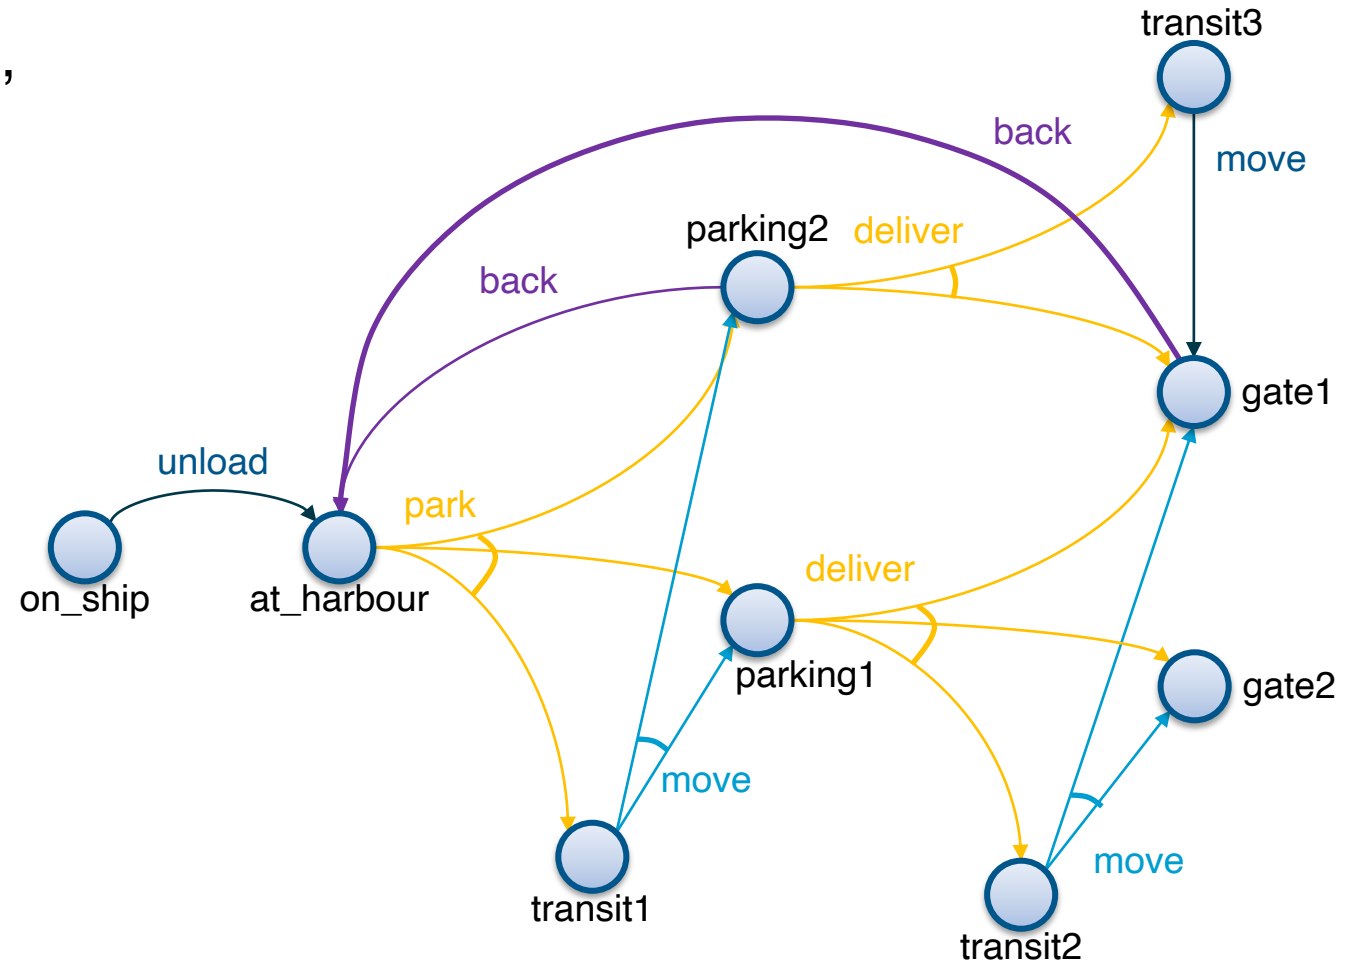 transit3
,
back
move
parking2
deliver
back
gate1
unload
park
deliver
on_ship
at_harbour
parking1
gate2
move
move
transit1
transit2